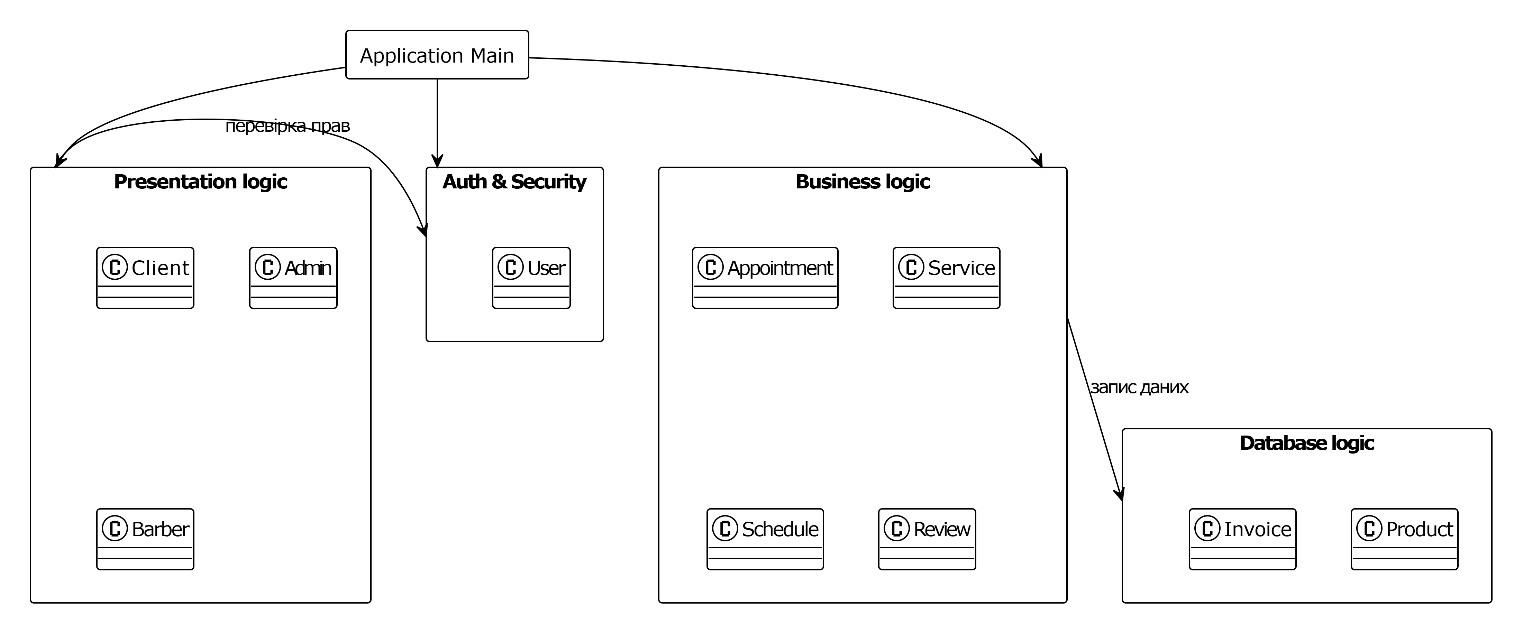 Application Main
перевірка прав
Presentation logic
Auth & Security
Business logic
C Client
C Admin
C User
C Appointment
C Service
запис даних
Database logic
C Barber
C Schedule
C Review
C Invoice
C Product